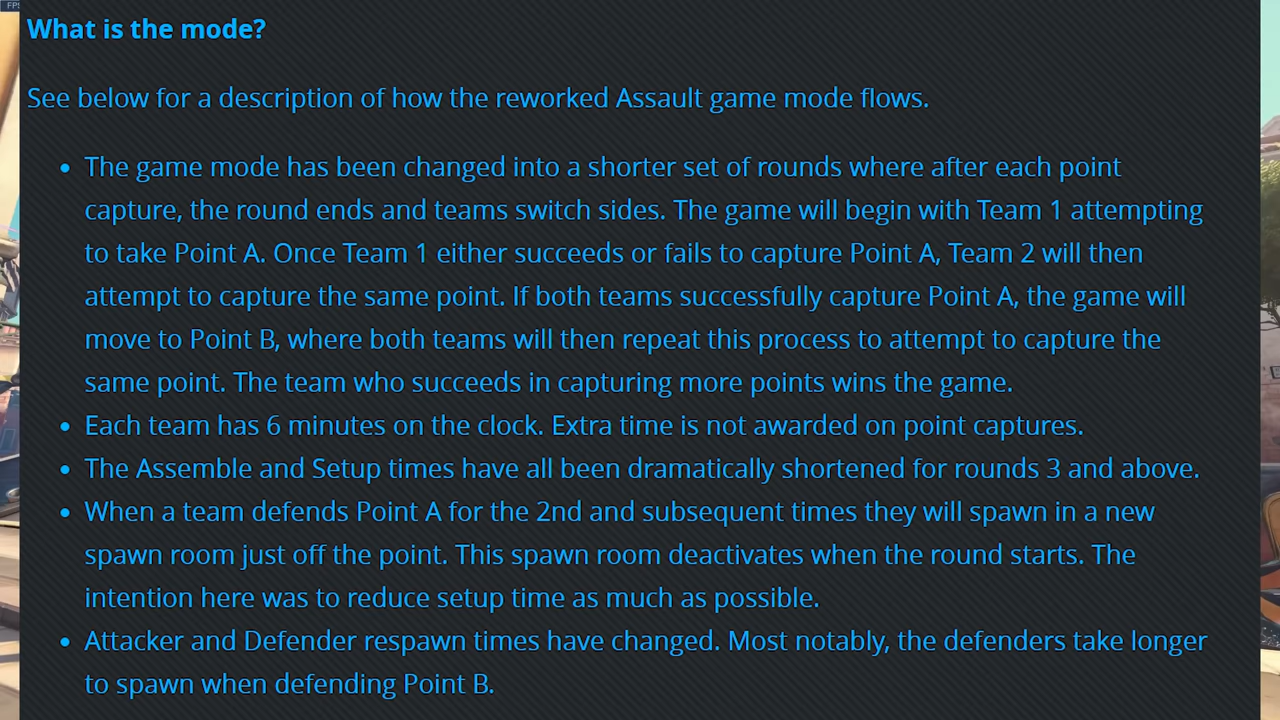 FPS
What is the mode?
See below for a description of how the reworked Assault game mode flows.
• The game mode has been changed into a shorter set of rounds where after each point
capture, the round ends and teams switch sides. The game will begin with Team 1 attempting
to take Point A. Once Team 1 either succeeds or fails to capture Point A, Team 2 will then
attempt to capture the same point. If both teams successfully capture Point A, the game will
move to Point B, where both teams will then repeat this process to attempt to capture the
same point. The team who succeeds in capturing more points wins the game.
• Each team has 6 minutes on the clock. Extra time is not awarded on point captures.
• The Assemble and Setup times have all been dramatically shortened for rounds 3 and above.
• When a team defends Point A for the 2nd and subsequent times they will spawn in a new
spawn room just off the point. This spawn room deactivates when the round starts. The
intention here was to reduce setup time as much as possible.
• Attacker and Defender respawn times have changed. Most notably, the defenders take longer
to spawn when defending Point B.